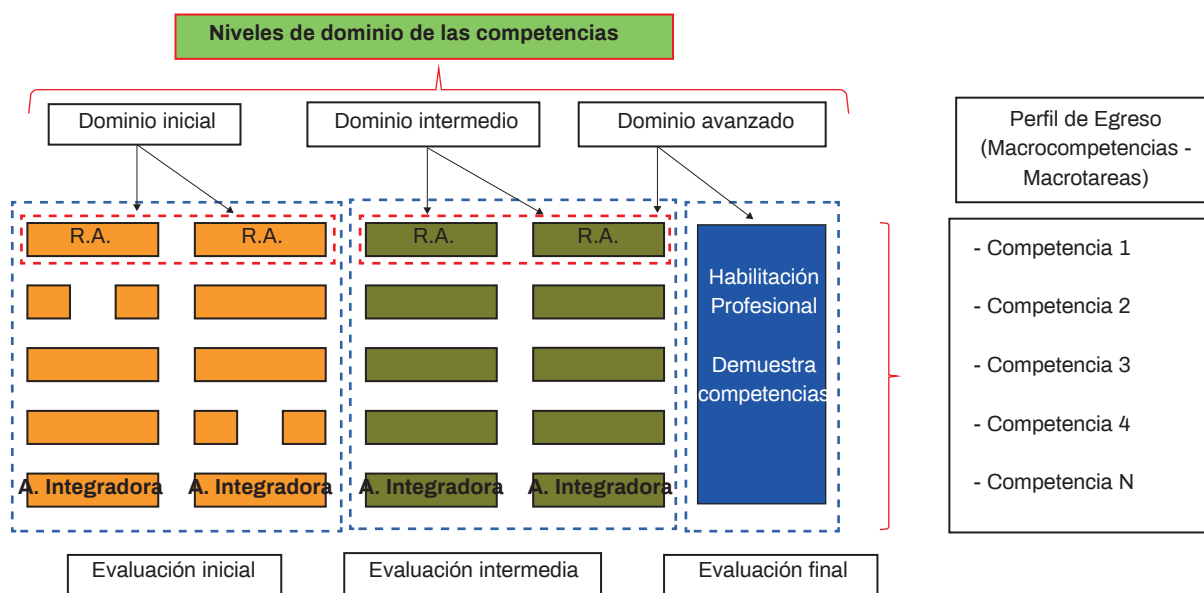 Niveles de dominio de las competencias
Dominio inicial
Dominio intermedio
Dominio avanzado
Perfil de Egreso
(Macrocompetencias -
Macrotareas)
R.A.
R.A.
R.A.
R.A.
Habilitación
Profesional
Demuestra
competencias
- Competencia 1
- Competencia 2
- Competencia 3
- Competencia 4
- Competencia N
A. Integradora
A. Integradora
A. Integradora
A. Integradora
Evaluación inicial
Evaluación intermedia
Evaluación final